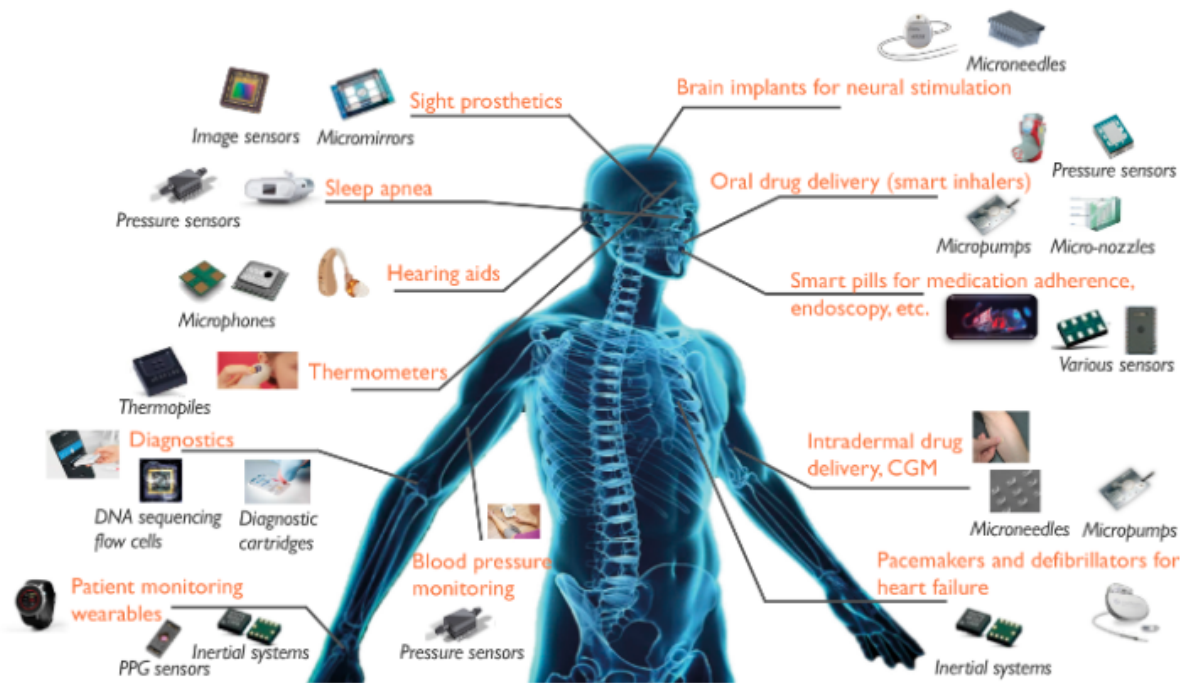 Microneedles
Brain implants for neural stimulation
Sight prosthetics
Image sensors
Micromirrors
Pressure sensors
Oral drug delivery (smart inhalers)
Sleep apnea
Pressure sensors
Micropumps
Micro-nozzles
Hearing aids
Smart pills for medication adherence,
endoscopy, etc.
Microphones
Various sensors
Thermometers
Thermopiles
Diagnostics
Intradermal drug
delivery, CGM
DNA sequencing
flow cells
Diagnostic
cartridges
Microneedles
Micropumps
Blood pressure
monitoring
Pressure sensors
Pacemakers and defibrillators for
heart failure
Patient monitoring
wearables
Inertial systems
PPG sensors
Inertial systems